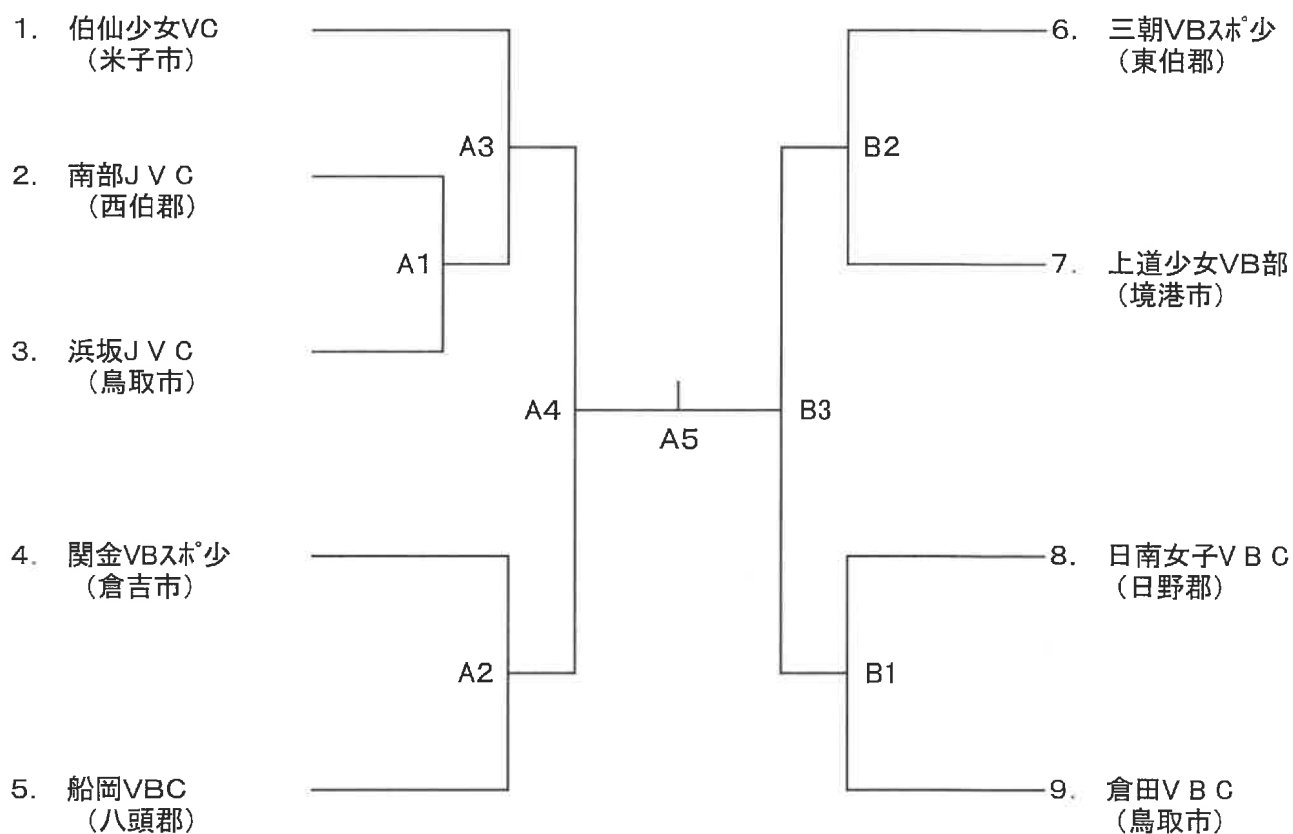 1. 伯仙少女VC
（米子市）
A3
2. 南部JVC
（西伯郡）
A1
3. 浜坂JVC
（鳥取市）
A4
4. 関金VBｽﾎﾟ少
（倉吉市）
A2
5. 船岡VBC
（八頭郡）
A5
6. 三朝VBｽﾎﾟ少
（東伯郡）
B2
7. 上道少女VB部
（境港市）
B3
8. 日南女子VBC
（日野郡）
B1
9. 倉田VBC
（鳥取市）